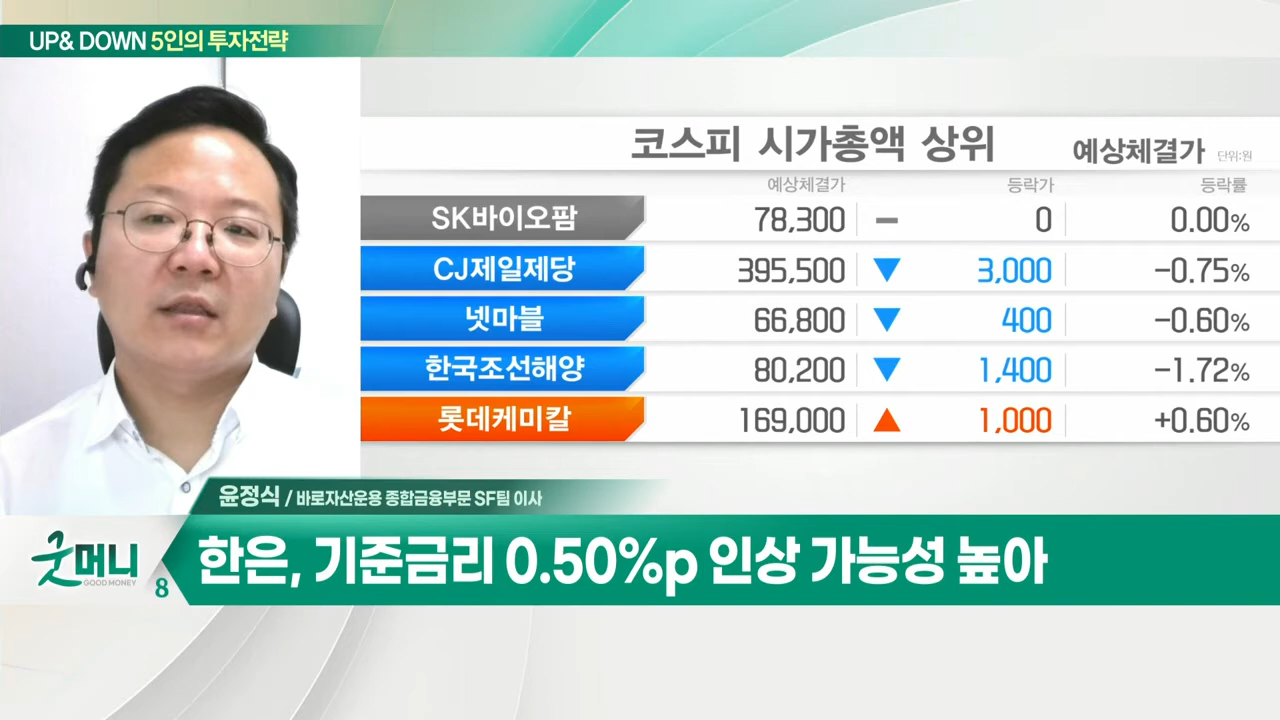 UP& DOWN 5인의 투자전략
코스피 시가총액 상위 예상체결가 단위:원
예상체결가 등락가 등락률
SK바이오팜 78,300 0 0.00%
CJ제일제당 395,500 ▼ 3,000 -0.75%
넷마블 66,800 ▼ 400 -0.60%
한국조선해양 80,200 ▼ 1,400 -1.72%
롯데케미칼 169,000 ▲ 1,000 +0.60%
윤정식 / 바로자산운용 종합금융부문 SF팀 이사
굿머니
GOOD MONEY
8
한은, 기준금리 0.50%p 인상 가능성 높아